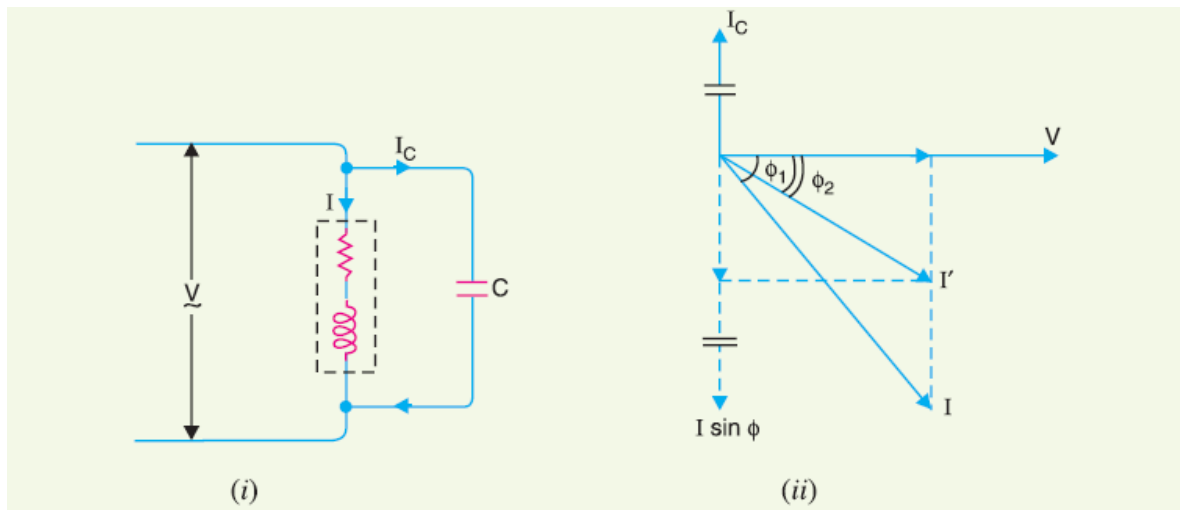 I_C
I
V
~
C
(i)
I_C
V
ϕ₁
ϕ₂
I′
I
I sin ϕ
(ii)